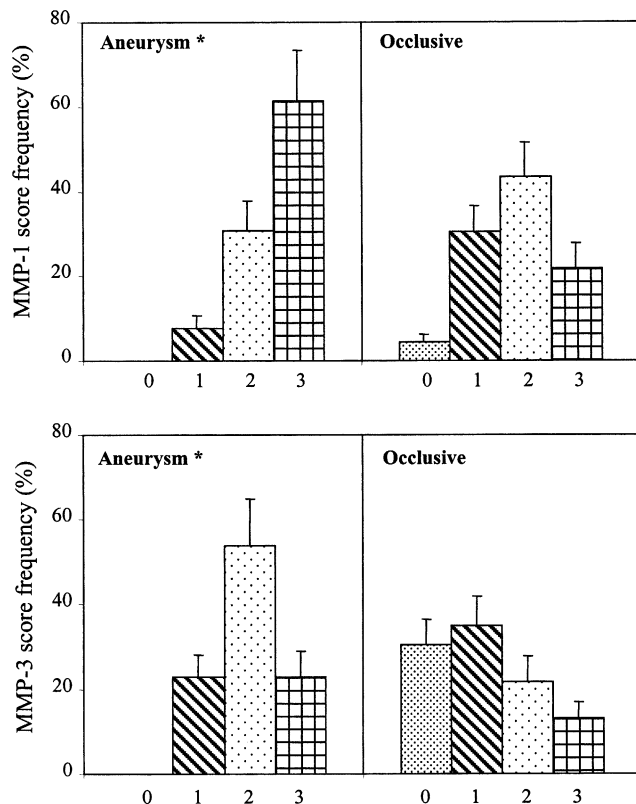 MMP-1 score frequency (%)
80
60
40
20
0
Aneurysm *
Occlusive
0 1 2 3
0 1 2 3
MMP-3 score frequency (%)
80
60
40
20
0
Aneurysm *
Occlusive
0 1 2 3
0 1 2 3